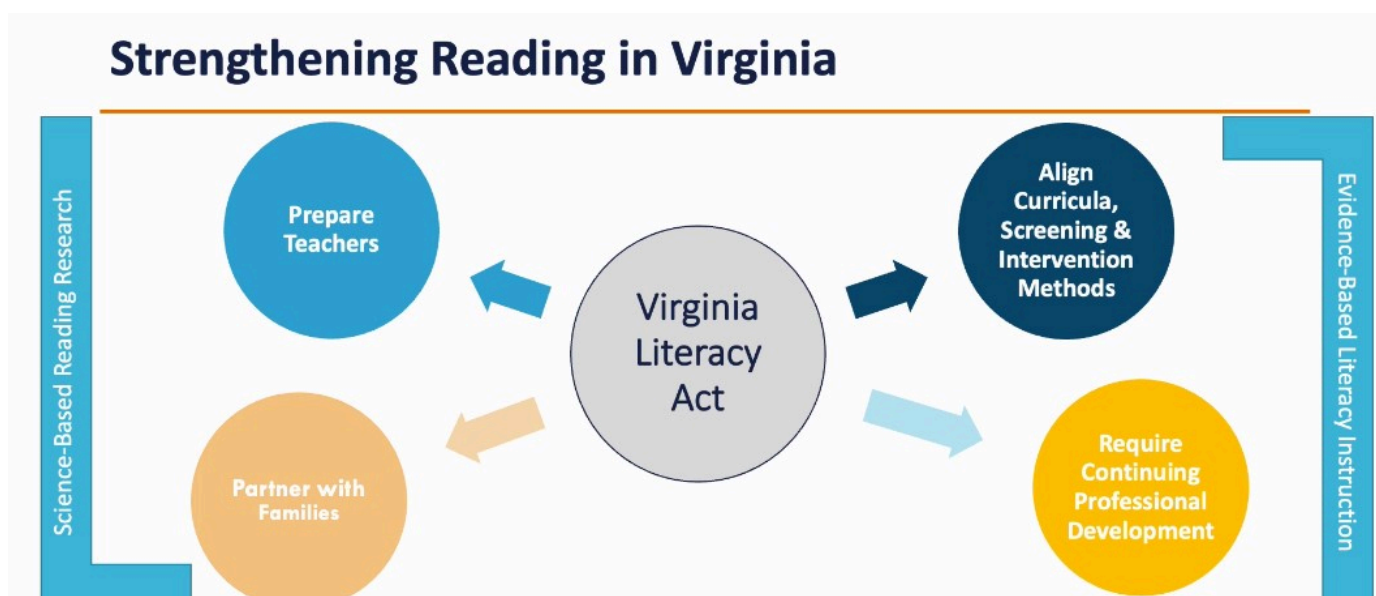 Strengthening Reading in Virginia
Science-Based Reading Research
Prepare
Teachers
Partner with
Families
Virginia
Literacy
Act
Align
Curricula,
Screening &
Intervention
Methods
Require
Continuing
Professional
Development
Evidence-Based Literacy Instruction